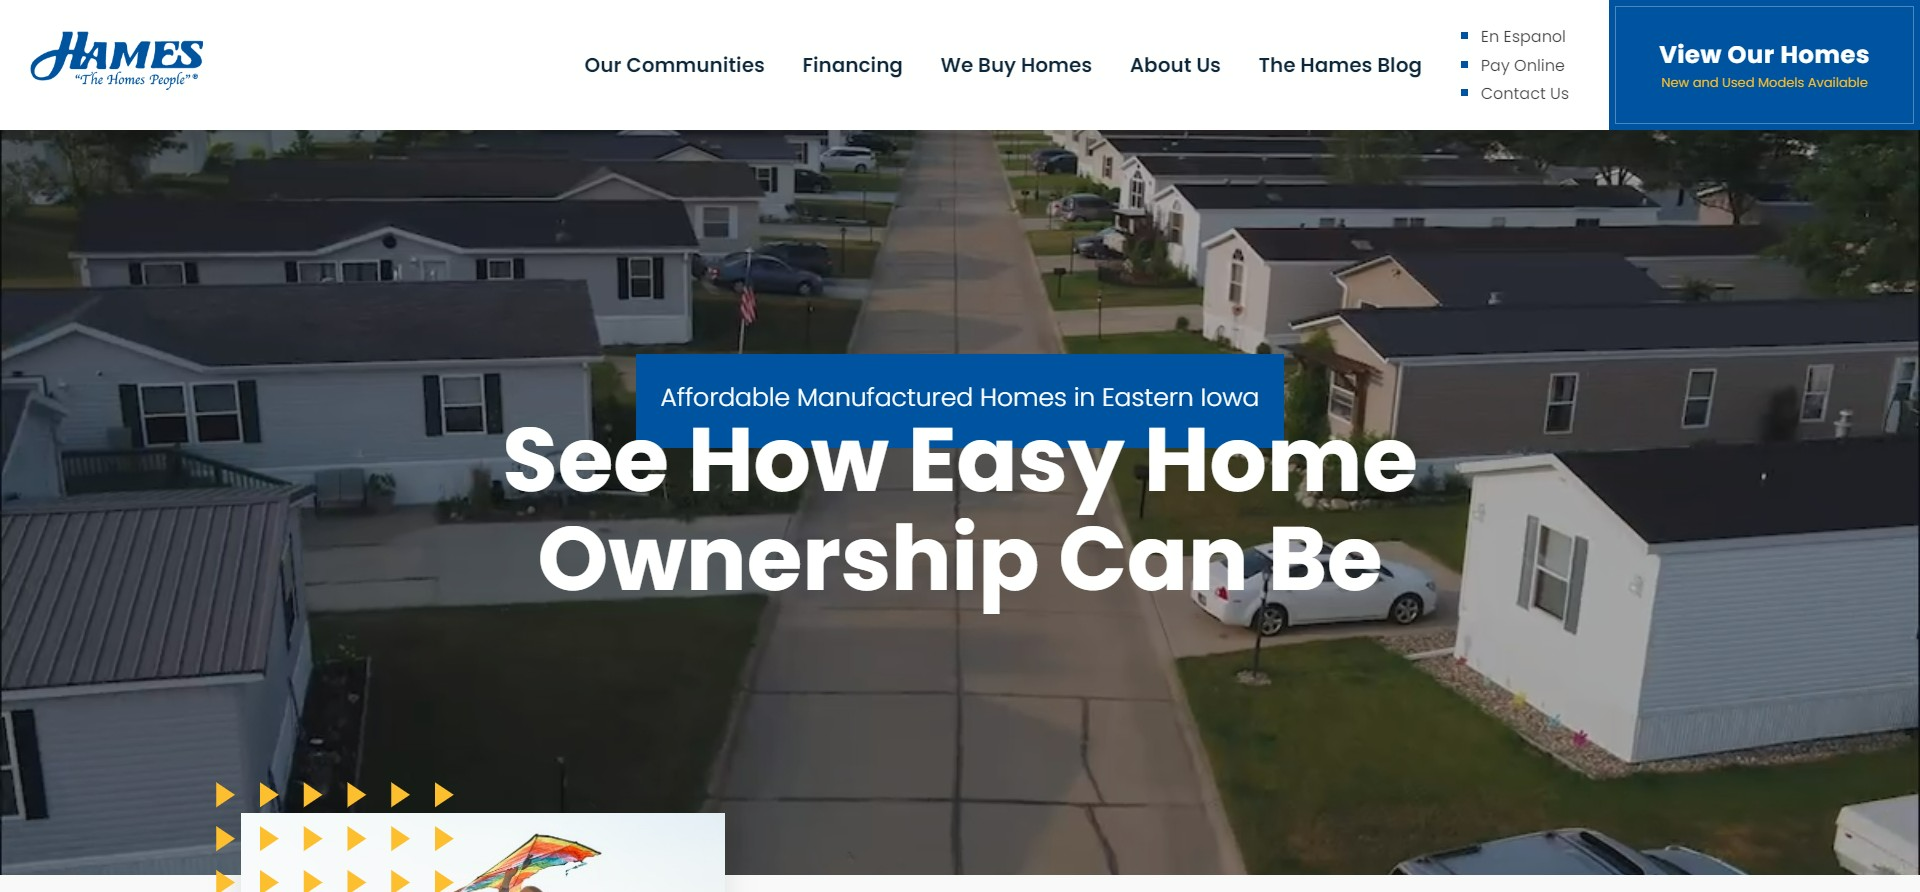 HAMES
"The Homes People"®
Our Communities
Financing
We Buy Homes
About Us
The Hames Blog
En Espanol
Pay Online
Contact Us
View Our Homes
New and Used Models Available
Affordable Manufactured Homes in Eastern Iowa
See How Easy Home
Ownership Can Be